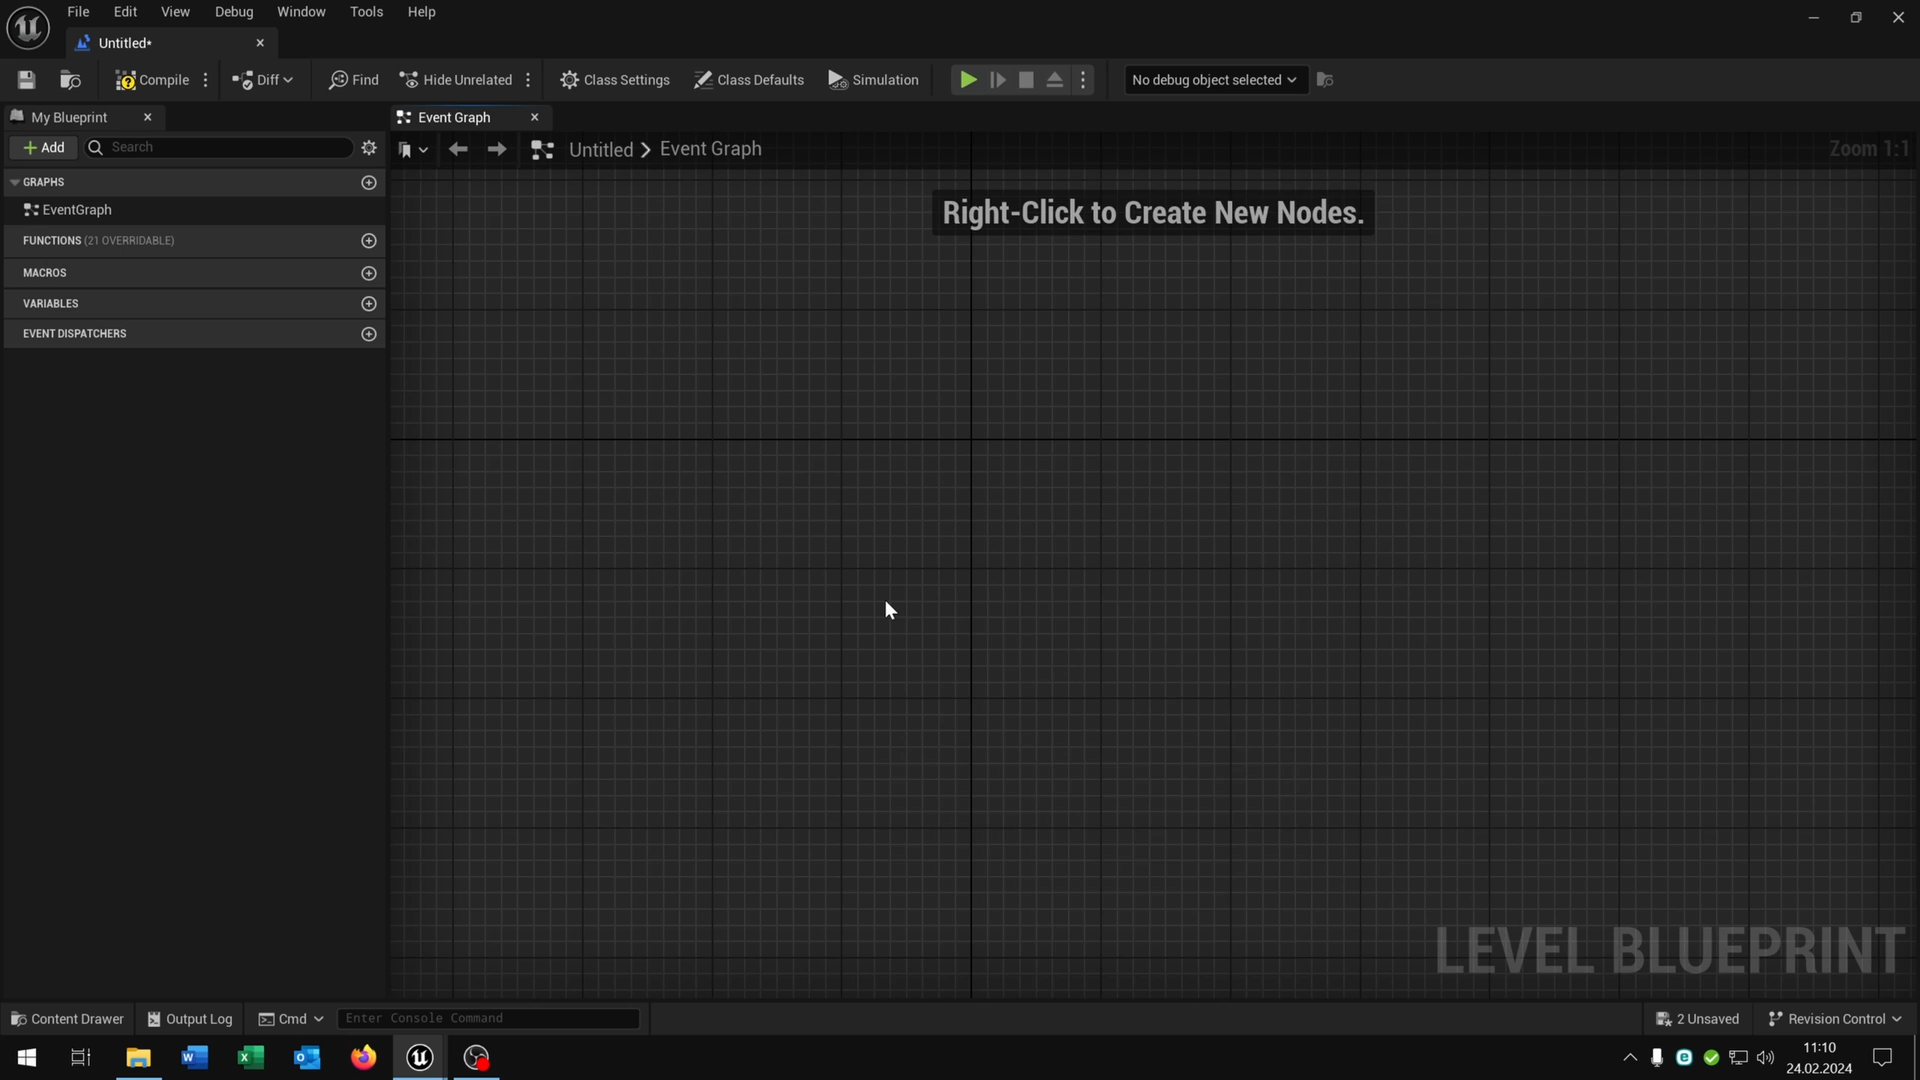 File Edit View Debug Window Tools Help
Untitled*
Compile Diff Find Hide Unrelated Class Settings Class Defaults Simulation No debug object selected
My Blueprint Event Graph
Add Search Untitled > Event Graph Zoom 1:1
GRAPHS
EventGraph
Right-Click to Create New Nodes.
FUNCTIONS (21 OVERRIDABLE)
MACROS
VARIABLES
EVENT DISPATCHERS
LEVEL BLUEPRINT
Content Drawer Output Log Cmd Enter Console Command 2 Unsaved Revision Control
11:10
24.02.2024